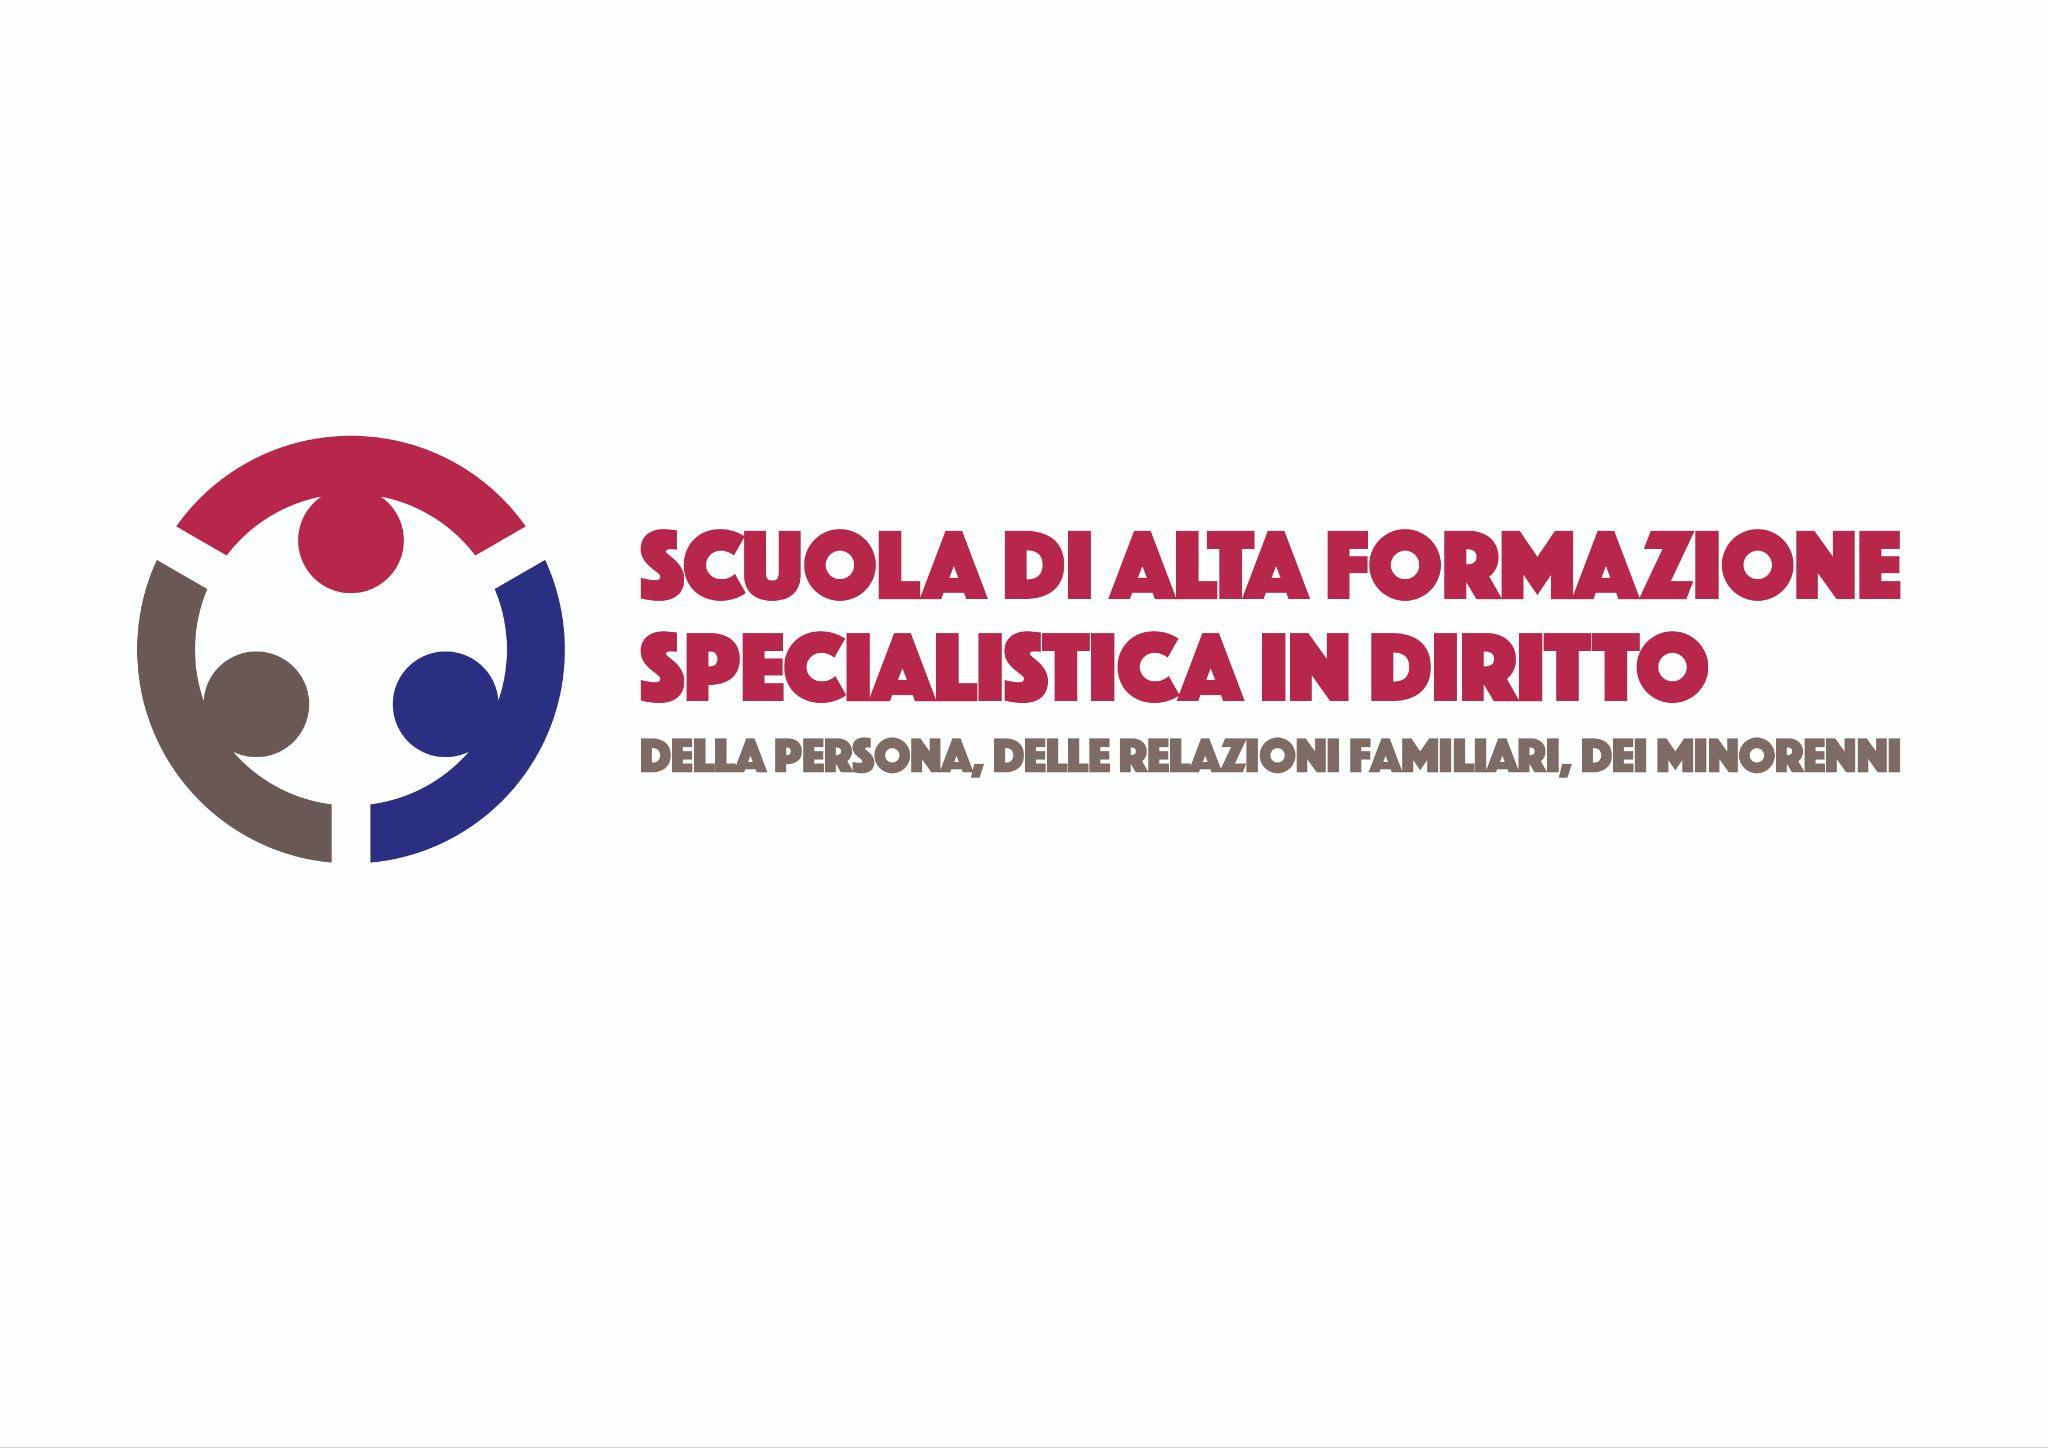 SCUOLA DI ALTA FORMAZIONE
SPECIALISTICA IN DIRITTO
DELLA PERSONA, DELLE RELAZIONI FAMILIARI, DEI MINORENNI